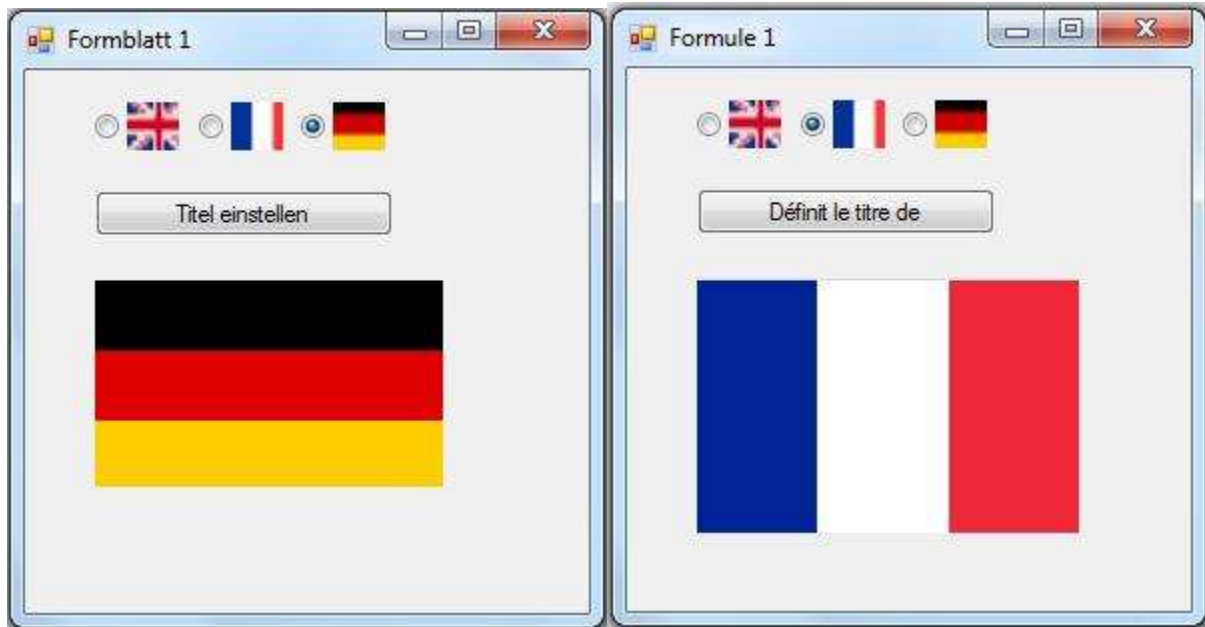 Formblatt 1
Titel einstellen
Formule 1
Définit le titre de